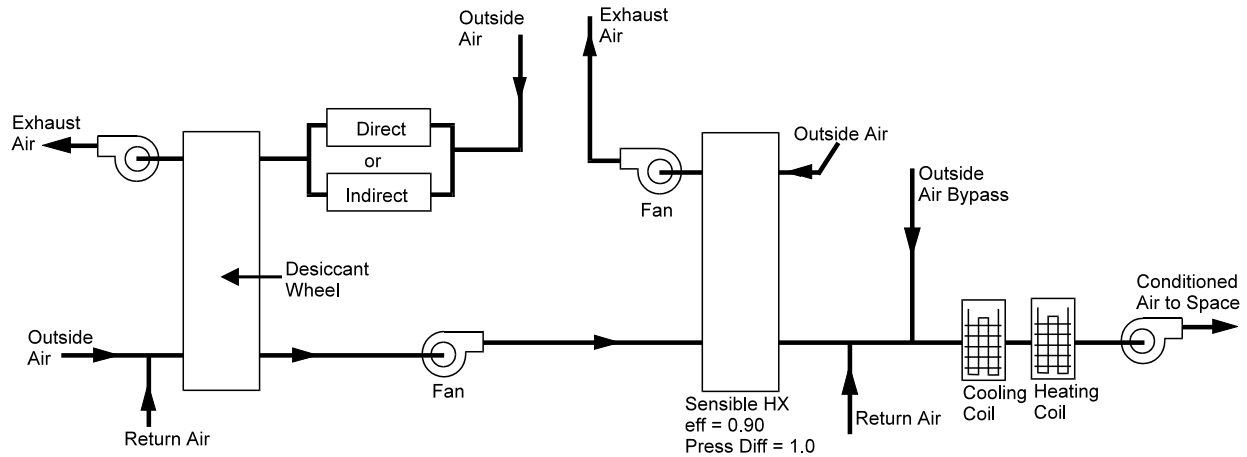 Outside
Air
Exhaust
Air
Exhaust
Air
Direct
or
Indirect
Outside Air
Fan
Outside
Air Bypass
Desiccant
Wheel
Conditioned
Air to Space
Outside
Air
Fan
Return Air
Sensible HX
eff = 0.90
Press Diff = 1.0
Return Air
Cooling
Coil
Heating
Coil